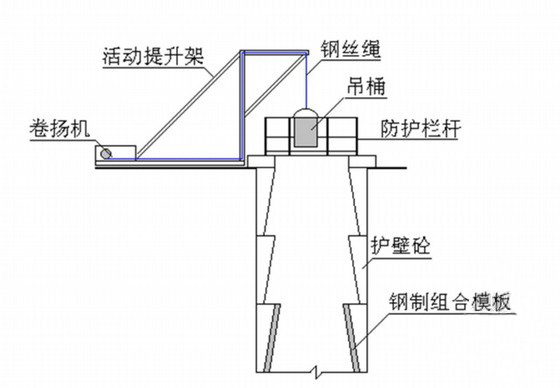 活动提升架
钢丝绳
吊桶
卷扬机
防护栏杆
护壁砼
钢制组合模板